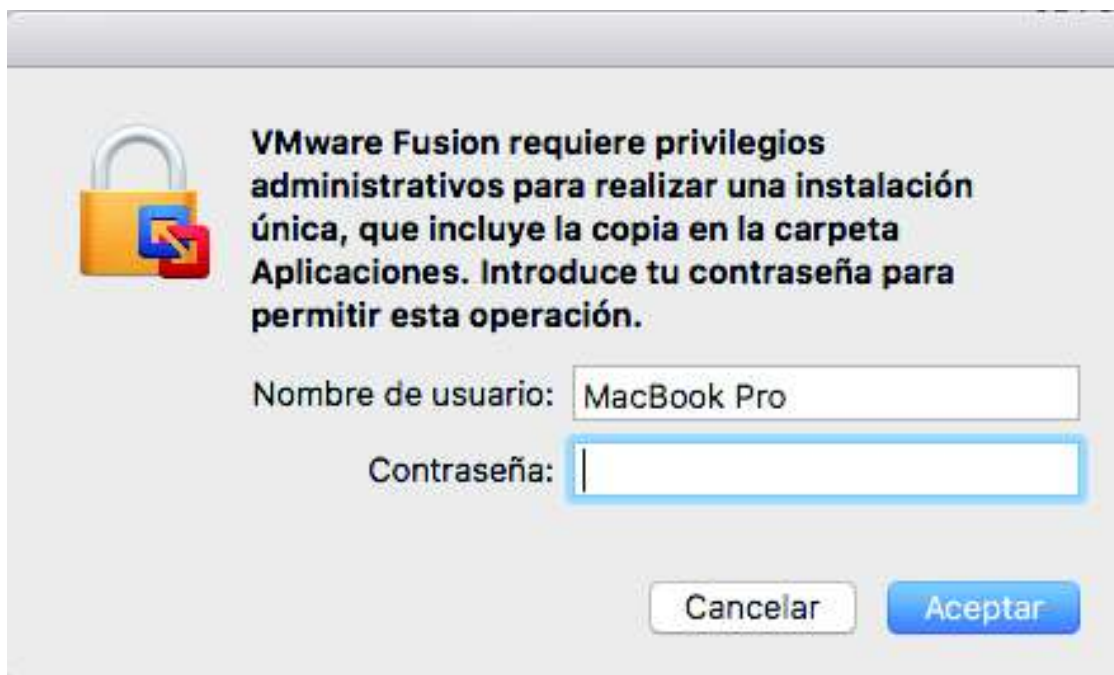 VMware Fusion requiere privilegios
administrativos para realizar una instalación
única, que incluye la copia en la carpeta
Aplicaciones. Introduce tu contraseña para
permitir esta operación.
Nombre de usuario: MacBook Pro
Contraseña:
Cancelar Aceptar